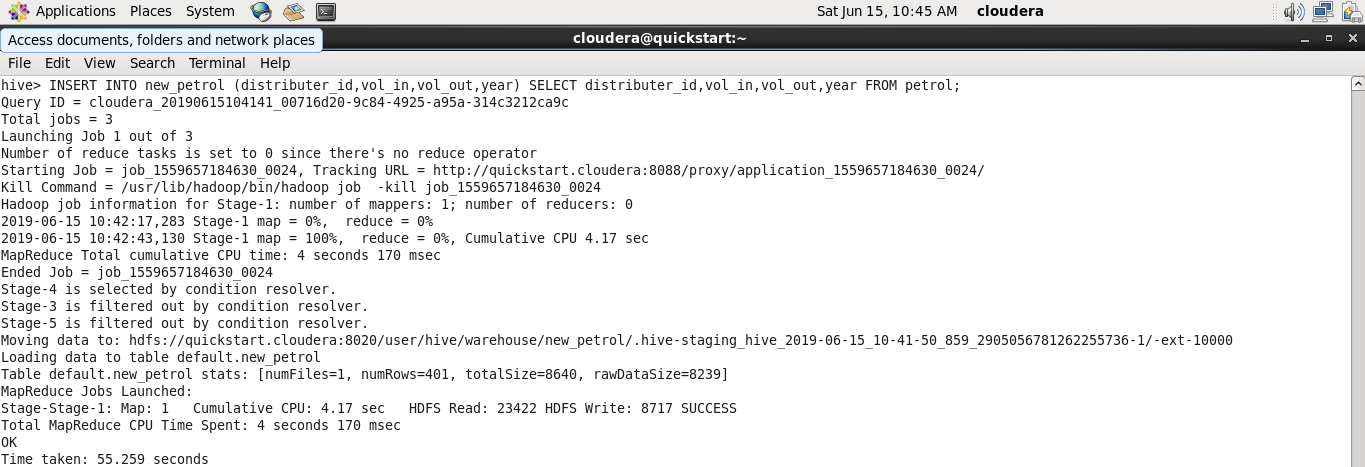 Applications Places System Sat Jun 15, 10:45 AM cloudera
Access documents, folders and network places cloudera@quickstart:~
File Edit View Search Terminal Help
hive> INSERT INTO new_petrol (distributer_id,vol_in,vol_out,year) SELECT distributer_id,vol_in,vol_out,year FROM petrol;
Query ID = cloudera_20190615104141_00716d20-9c84-4925-a95a-314c3212ca9c
Total jobs = 3
Launching Job 1 out of 3
Number of reduce tasks is set to 0 since there's no reduce operator
Starting Job = job_1559657184630_0024, Tracking URL = http://quickstart.cloudera:8088/proxy/application_1559657184630_0024/
Kill Command = /usr/lib/hadoop/bin/hadoop job  -kill job_1559657184630_0024
Hadoop job information for Stage-1: number of mappers: 1; number of reducers: 0
2019-06-15 10:42:17,283 Stage-1 map = 0%,  reduce = 0%
2019-06-15 10:42:43,130 Stage-1 map = 100%,  reduce = 0%, Cumulative CPU 4.17 sec
MapReduce Total cumulative CPU time: 4 seconds 170 msec
Ended Job = job_1559657184630_0024
Stage-4 is selected by condition resolver.
Stage-3 is filtered out by condition resolver.
Stage-5 is filtered out by condition resolver.
Moving data to: hdfs://quickstart.cloudera:8020/user/hive/warehouse/new_petrol/.hive-staging_hive_2019-06-15_10-41-50_859_2905056781262255736-1/-ext-10000
Loading data to table default.new_petrol
Table default.new_petrol stats: [numFiles=1, numRows=401, totalSize=8640, rawDataSize=8239]
MapReduce Jobs Launched:
Stage-Stage-1: Map: 1   Cumulative CPU: 4.17 sec   HDFS Read: 23422 HDFS Write: 8717 SUCCESS
Total MapReduce CPU Time Spent: 4 seconds 170 msec
OK
Time taken: 55.259 seconds